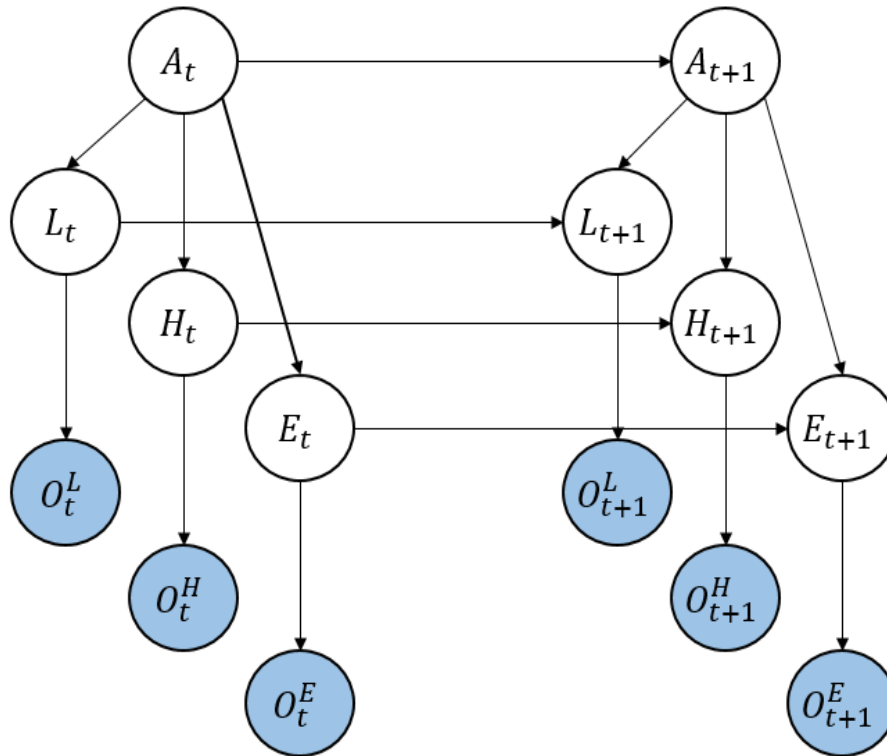 A_t
A_{t+1}
L_t
L_{t+1}
H_t
H_{t+1}
E_t
E_{t+1}
O_t^L
O_{t+1}^L
O_t^H
O_{t+1}^H
O_t^E
O_{t+1}^E